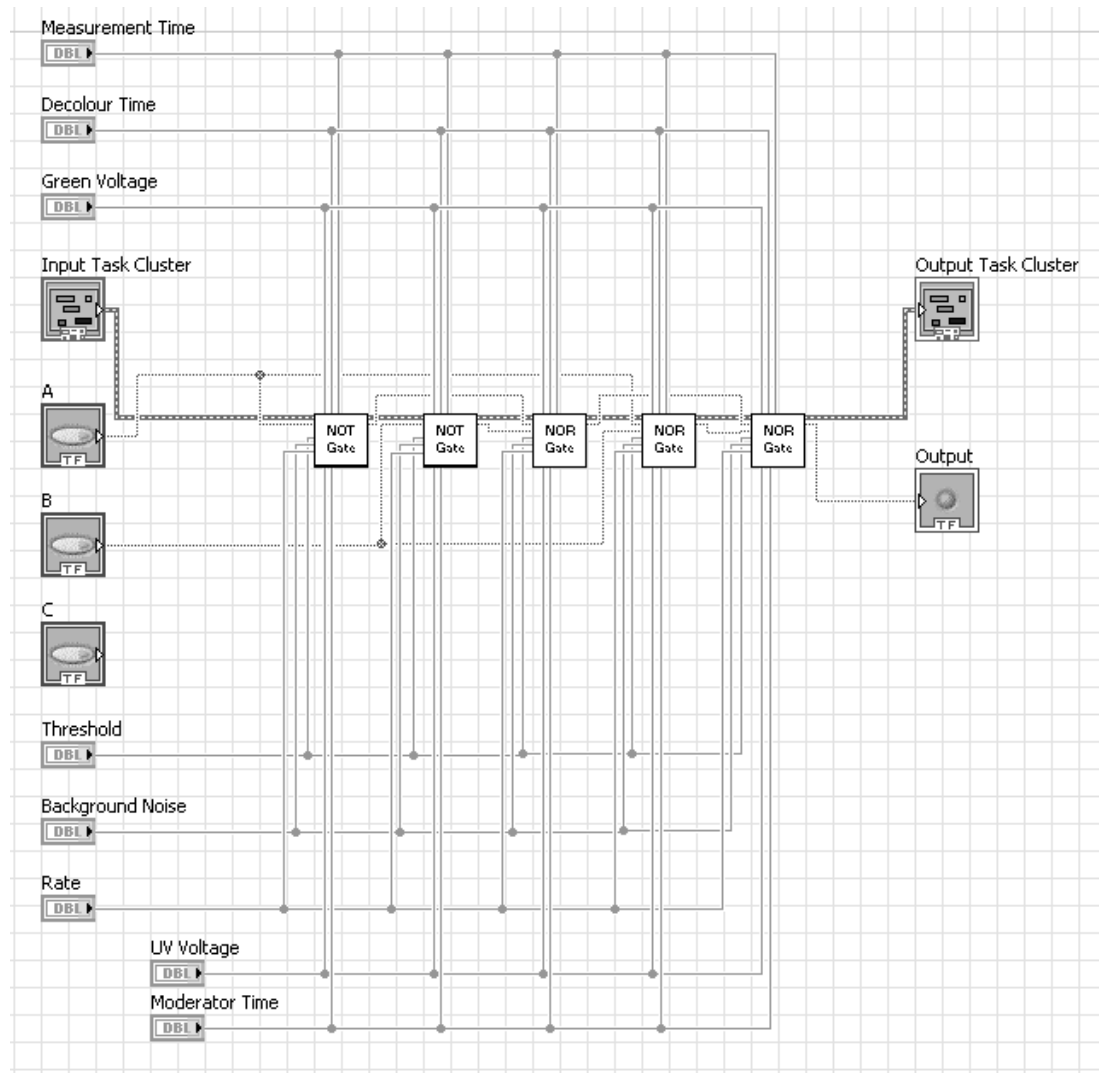 Measurement Time
DBL
Decolour Time
DBL
Green Voltage
DBL
Input Task Cluster
Output Task Cluster
A
TF
NOT Gate
NOT Gate
NOR Gate
NOR Gate
NOR Gate
Output
TF
B
TF
C
TF
Threshold
DBL
Background Noise
DBL
Rate
DBL
UV Voltage
DBL
Moderator Time
DBL